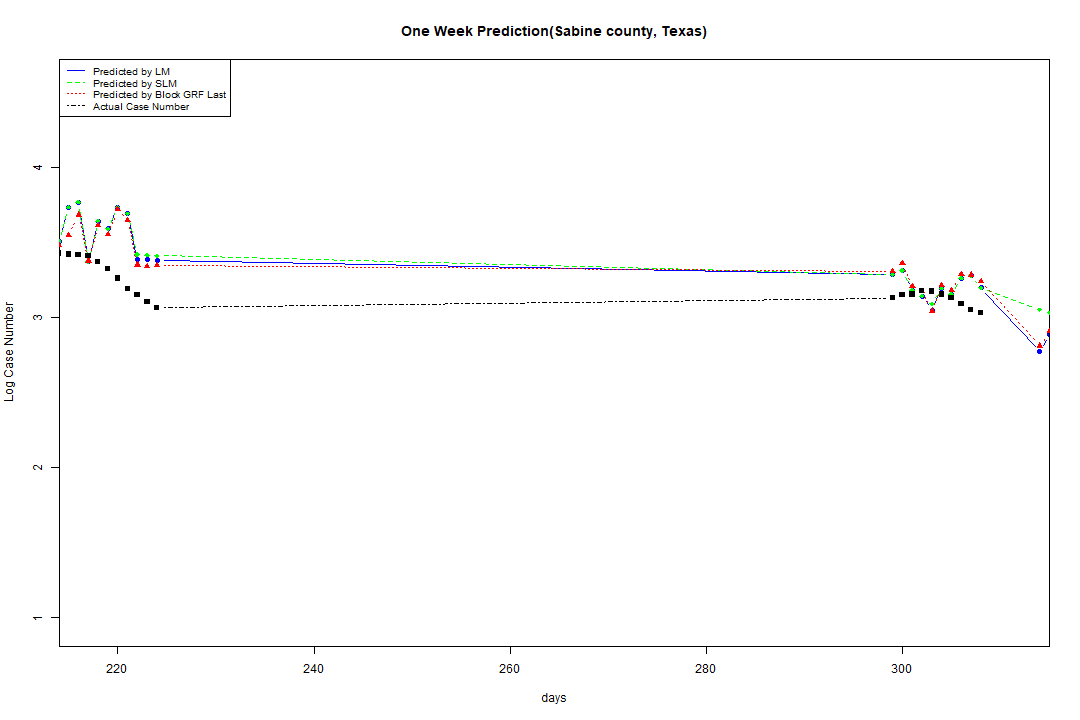 One Week Prediction(Sabine county, Texas)
Predicted by LM
Predicted by SLM
Predicted by Block GRF Last
Actual Case Number
4
3
2
1
Log Case Number
220 240 260 280 300
days